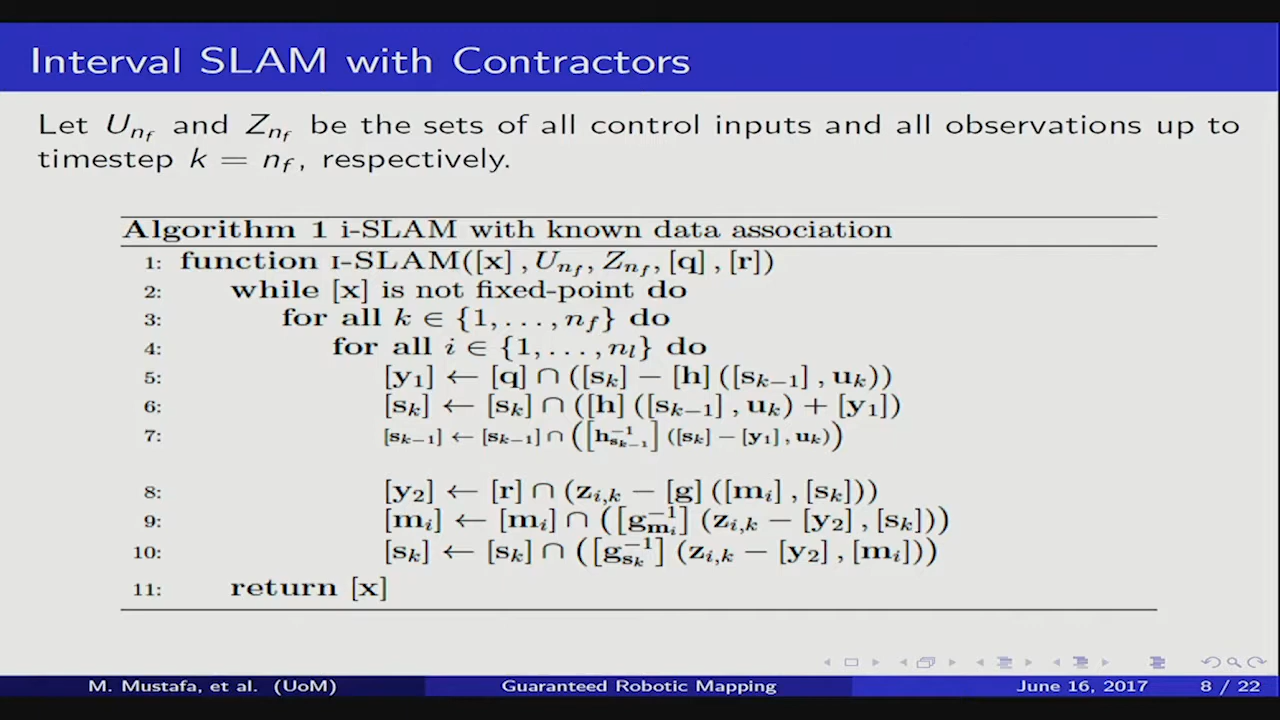 Interval SLAM with Contractors
Let U_{n_f} and Z_{n_f} be the sets of all control inputs and all observations up to
timestep k = n_f, respectively.
Algorithm 1 i-SLAM with known data association
1: function I-SLAM([x], U_{n_f}, Z_{n_f}, [q], [r])
2: while [x] is not fixed-point do
3: for all k ∈ {1, . . . , n_f} do
4: for all i ∈ {1, . . . , n_l} do
5: [y_1] ← [q] ∩ ([s_k] − [h] ([s_{k−1}], u_k))
6: [s_k] ← [s_k] ∩ ([h] ([s_{k−1}], u_k) + [y_1])
7: [s_{k−1}] ← [s_{k−1}] ∩ ([h^{−1}_{s_{k−1}}] ([s_k] − [y_1], u_k))
8: [y_2] ← [r] ∩ (z_{i,k} − [g] ([m_i], [s_k]))
9: [m_i] ← [m_i] ∩ ([g^{−1}_{m_i}] (z_{i,k} − [y_2], [s_k]))
10: [s_k] ← [s_k] ∩ ([g^{−1}_{s_k}] (z_{i,k} − [y_2], [m_i]))
11: return [x]
M. Mustafa, et al. (UoM) Guaranteed Robotic Mapping June 16, 2017 8 / 22